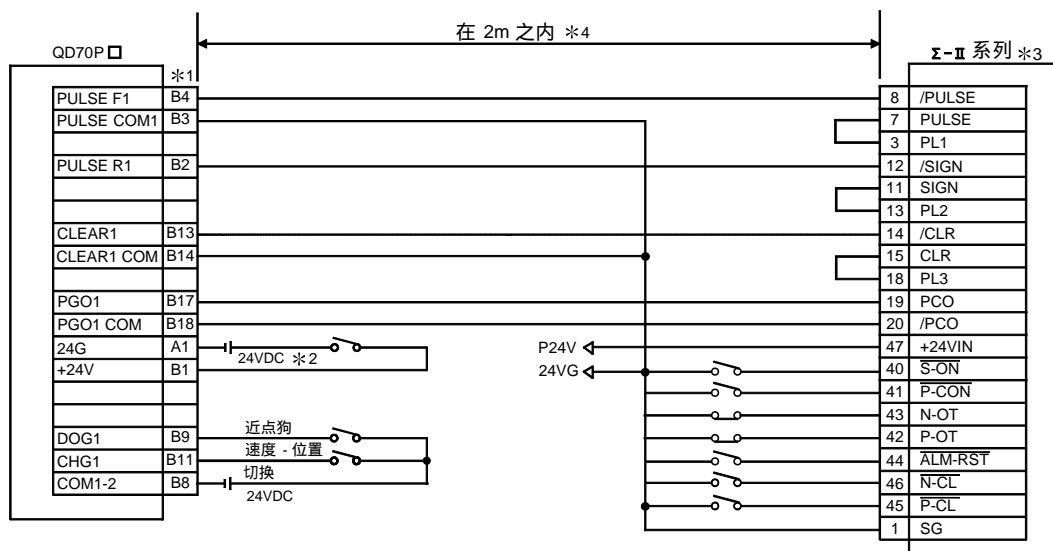 在 2m 之内 ＊4
QD70P□
Σ-Ⅱ 系列 ＊3
＊1
PULSE F1 B4
8 /PULSE
PULSE COM1 B3
7 PULSE
3 PL1
PULSE R1 B2
12 /SIGN
11 SIGN
13 PL2
CLEAR1 B13
14 /CLR
CLEAR1 COM B14
15 CLR
18 PL3
PGO1 B17
19 PCO
PGO1 COM B18
20 /PCO
24G A1
24VDC ＊2
P24V
47 +24VIN
+24V B1
24VG
40 S-ON
41 P-CON
43 N-OT
DOG1 B9
近点狗
42 P-OT
CHG1 B11
速度 - 位置
切换
44 ALM-RST
COM1-2 B8
24VDC
46 N-CL
45 P-CL
1 SG